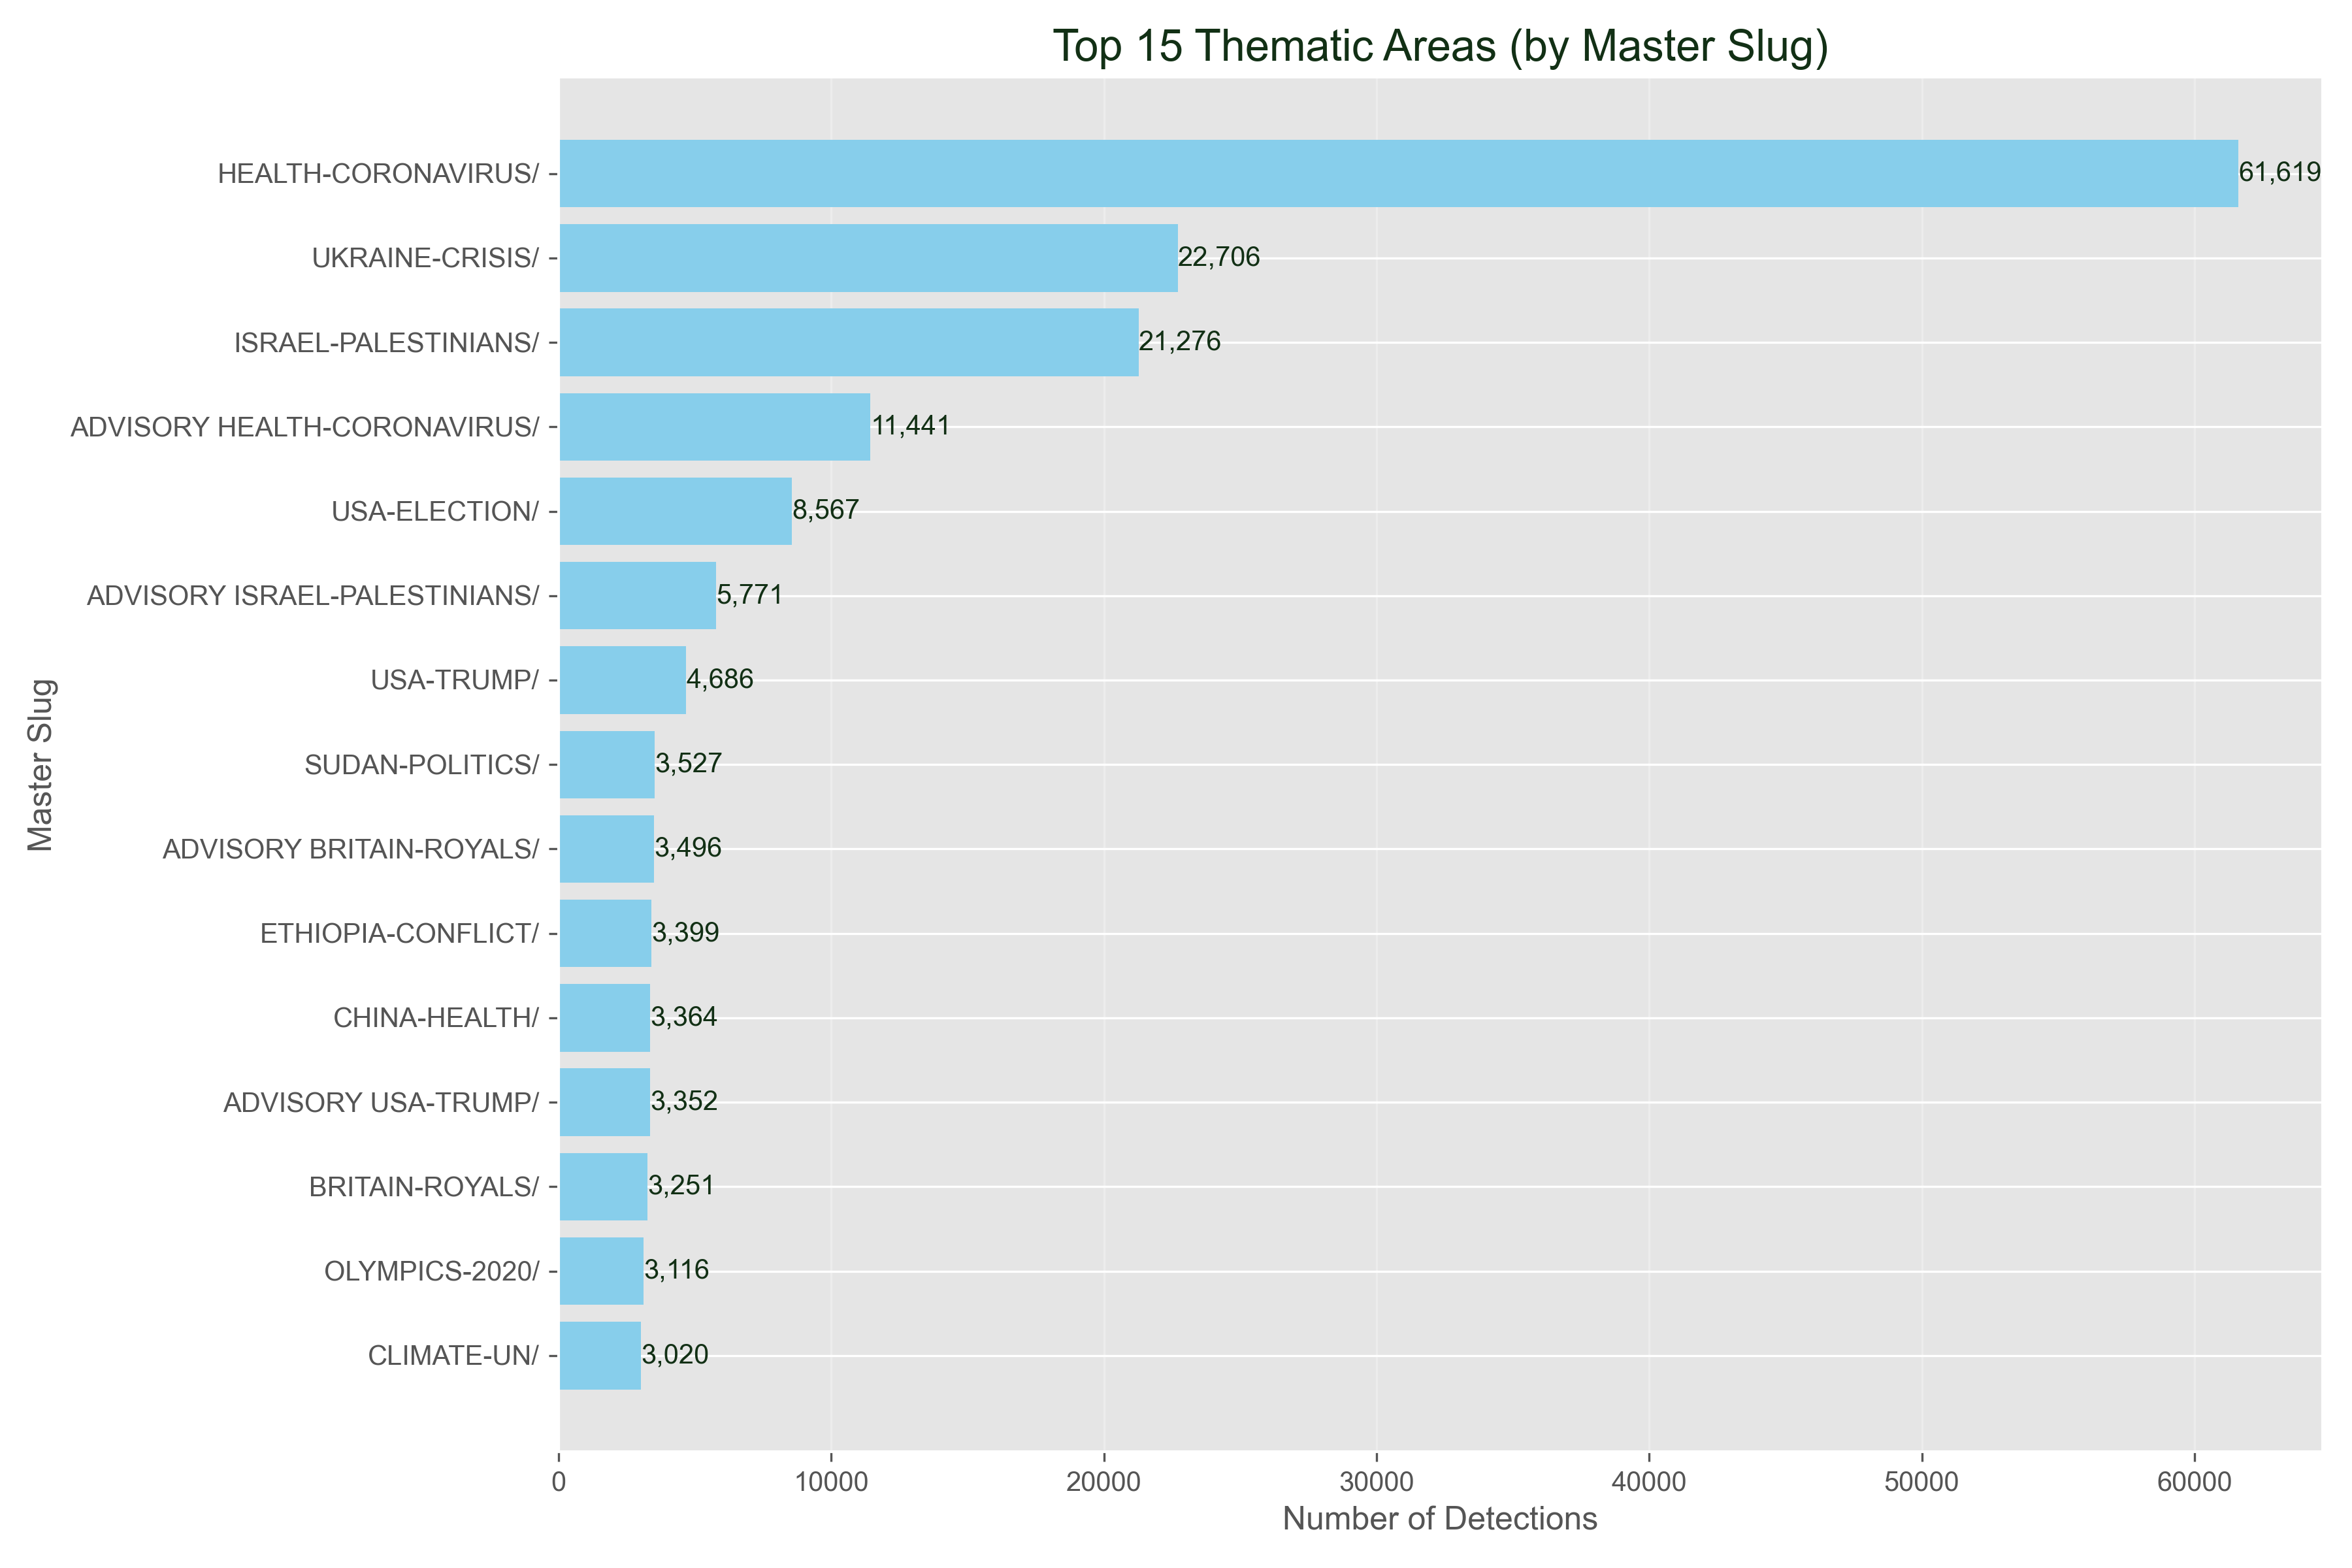 Top 15 Thematic Areas (by Master Slug)
HEALTH-CORONAVIRUS/ 61,619
UKRAINE-CRISIS/ 22,706
ISRAEL-PALESTINIANS/ 21,276
ADVISORY HEALTH-CORONAVIRUS/ 11,441
USA-ELECTION/ 8,567
ADVISORY ISRAEL-PALESTINIANS/ 5,771
USA-TRUMP/ 4,686
SUDAN-POLITICS/ 3,527
ADVISORY BRITAIN-ROYALS/ 3,496
ETHIOPIA-CONFLICT/ 3,399
CHINA-HEALTH/ 3,364
ADVISORY USA-TRUMP/ 3,352
BRITAIN-ROYALS/ 3,251
OLYMPICS-2020/ 3,116
CLIMATE-UN/ 3,020
Master Slug
0 10000 20000 30000 40000 50000 60000
Number of Detections